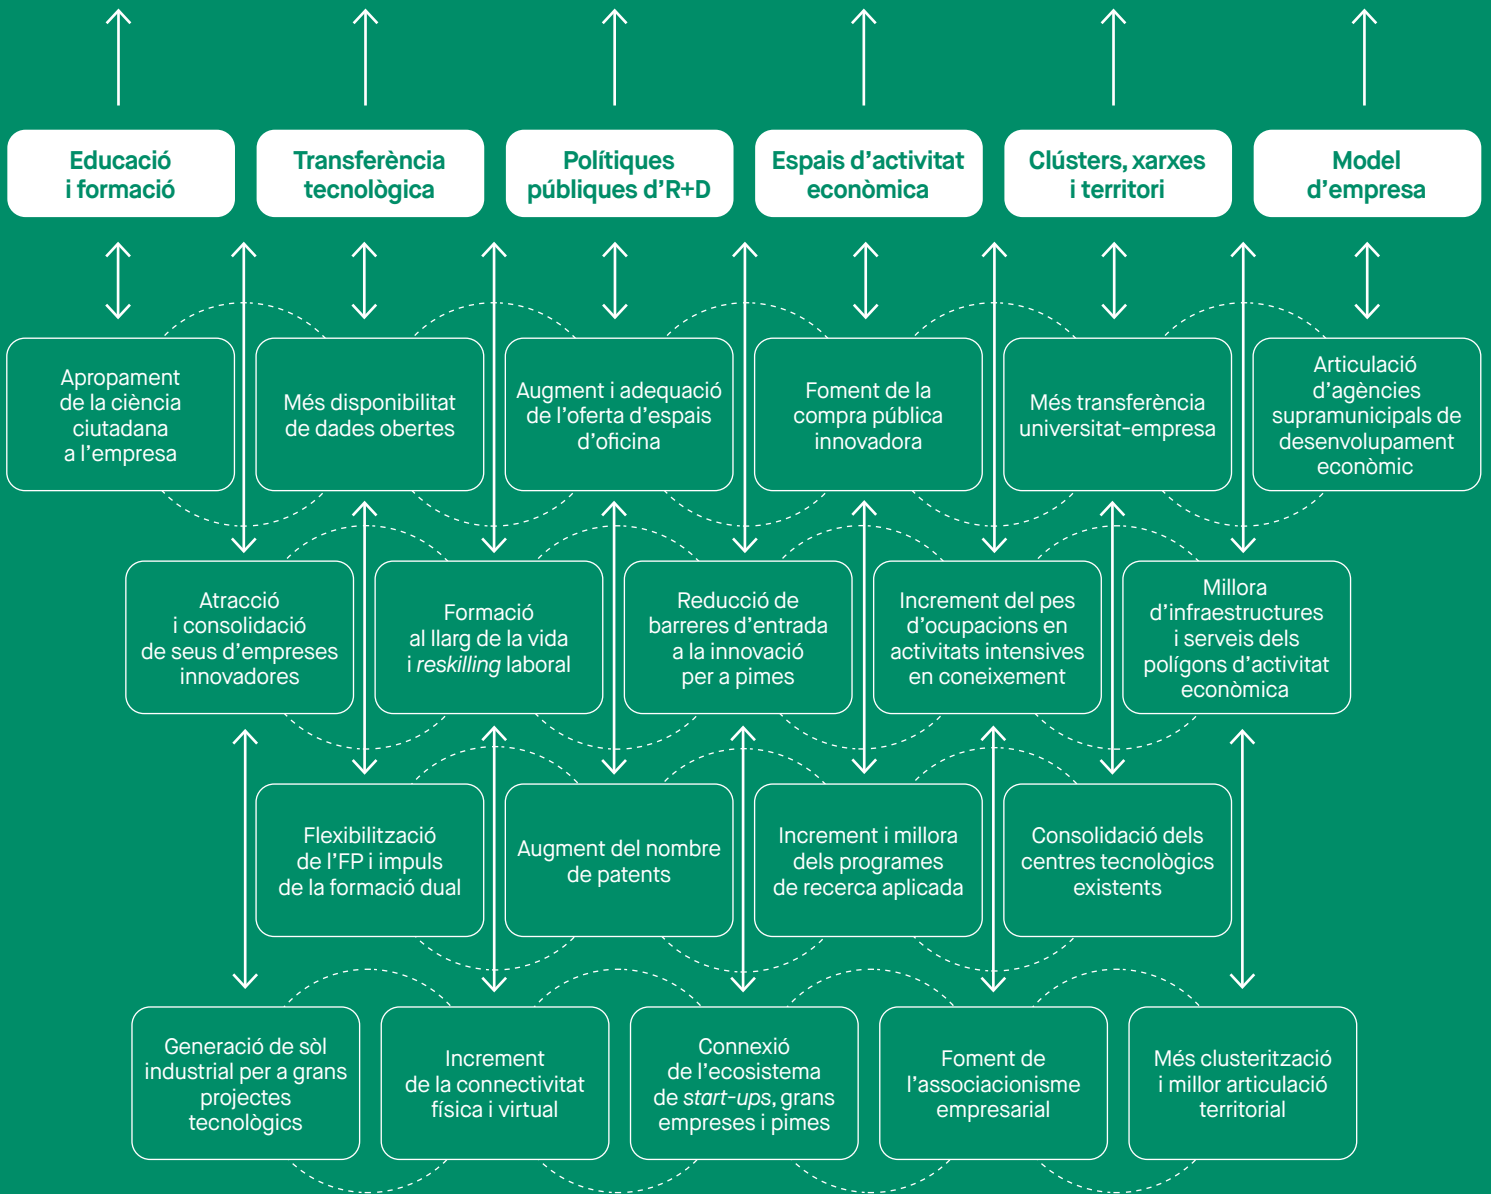 Educació
i formació
Transferència
tecnològica
Polítiques
públiques d'R+D
Espais d'activitat
econòmica
Clústers, xarxes
i territori
Model
d'empresa
Apropament
de la ciència
ciutadana
a l'empresa
Més disponibilitat
de dades obertes
Augment i adequació
de l'oferta d'espais
d'oficina
Foment de la
compra pública
innovadora
Més transferència
universitat-empresa
Articulació
d'agències
supramunicipals de
desenvolupament
econòmic
Atracció
i consolidació
de seus d'empreses
innovadores
Formació
al llarg de la vida
i reskilling laboral
Reducció de
barreres d'entrada
a la innovació
per a pimes
Increment del pes
d'ocupacions en
activitats intensives
en coneixement
Millora
d'infraestructures
i serveis dels
polígons d'activitat
econòmica
Flexibilització
de l'FP i impuls
de la formació dual
Augment del nombre
de patents
Increment i millora
dels programes
de recerca aplicada
Consolidació dels
centres tecnològics
existents
Generació de sòl
industrial per a grans
projectes
tecnològics
Increment
de la connectivitat
física i virtual
Connexió
de l'ecosistema
de start-ups, grans
empreses i pimes
Foment de
l'associacionisme
empresarial
Més clusterització
i millor articulació
territorial